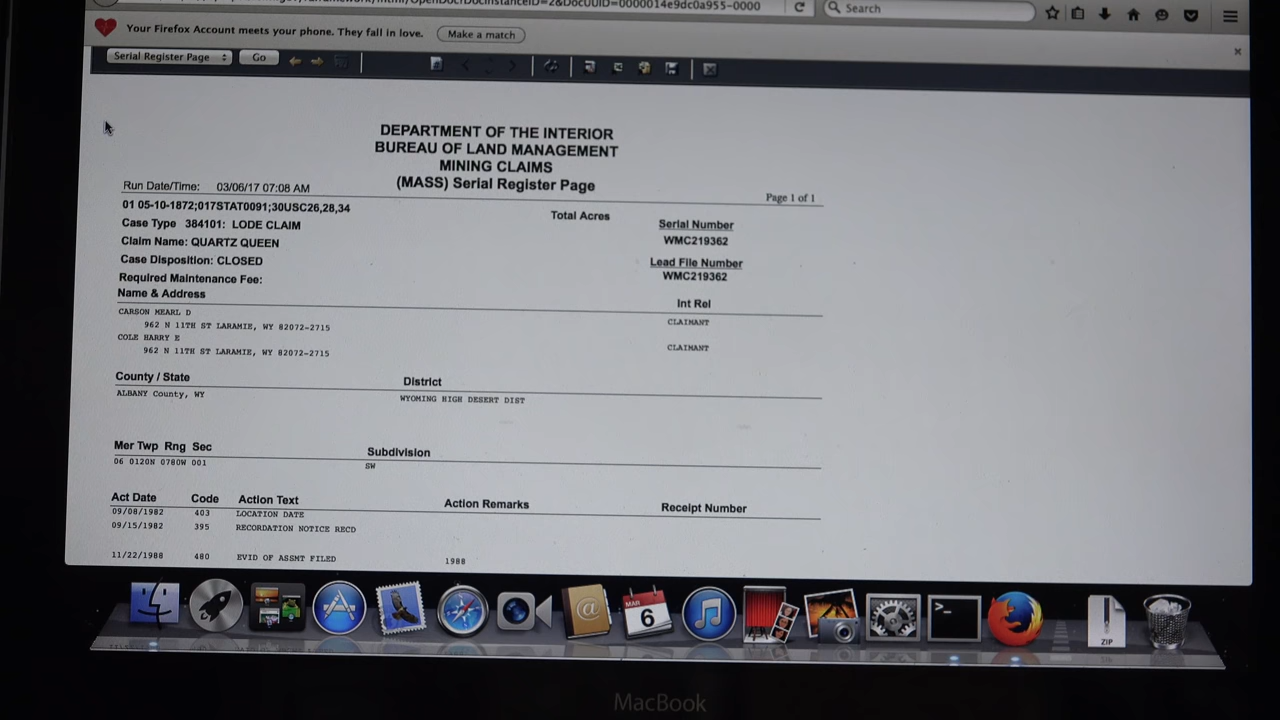 Search
Your Firefox Account meets your phone. They fall in love. Make a match
Serial Register Page Go
DEPARTMENT OF THE INTERIOR
BUREAU OF LAND MANAGEMENT
MINING CLAIMS
(MASS) Serial Register Page
Run Date/Time: 03/06/17 07:08 AM
Page 1 of 1
01 05-10-1872;017STAT0091;30USC26,28,34
Total Acres
Serial Number
Case Type 384101: LODE CLAIM
WMC219362
Claim Name: QUARTZ QUEEN
Case Disposition: CLOSED
Lead File Number
WMC219362
Required Maintenance Fee:
Name & Address
Int Rel
CARSON MEARL D
CLAIMANT
962 N 11TH ST LARAMIE, WY 82072-2715
COLE HARRY E
CLAIMANT
962 N 11TH ST LARAMIE, WY 82072-2715
County / State District
ALBANY County, WY WYOMING HIGH DESERT DIST
Mer Twp Rng Sec Subdivision
06 0120N 0780W 001 SW
Act Date Code Action Text Action Remarks Receipt Number
09/08/1982 403 LOCATION DATE
09/15/1982 395 RECORDATION NOTICE RECD
11/22/1988 480 EVID OF ASSMT FILED 1988
MAR
6
ZIP
MacBook